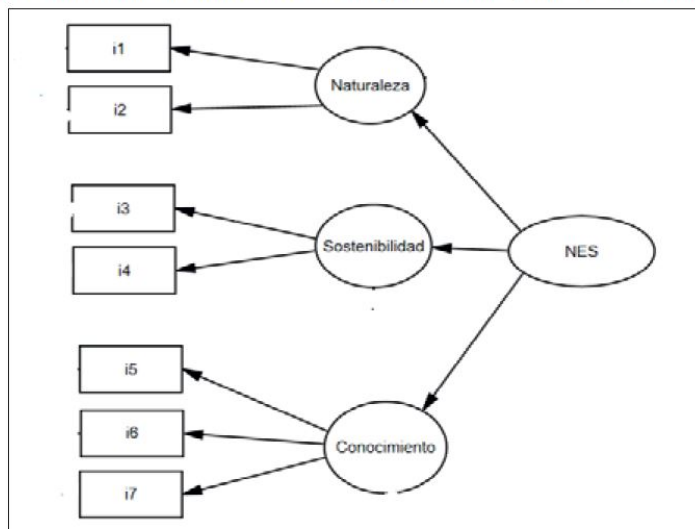 i1
Naturaleza
i2
i3
Sostenibilidad
NES
i4
i5
i6
Conocimiento
i7